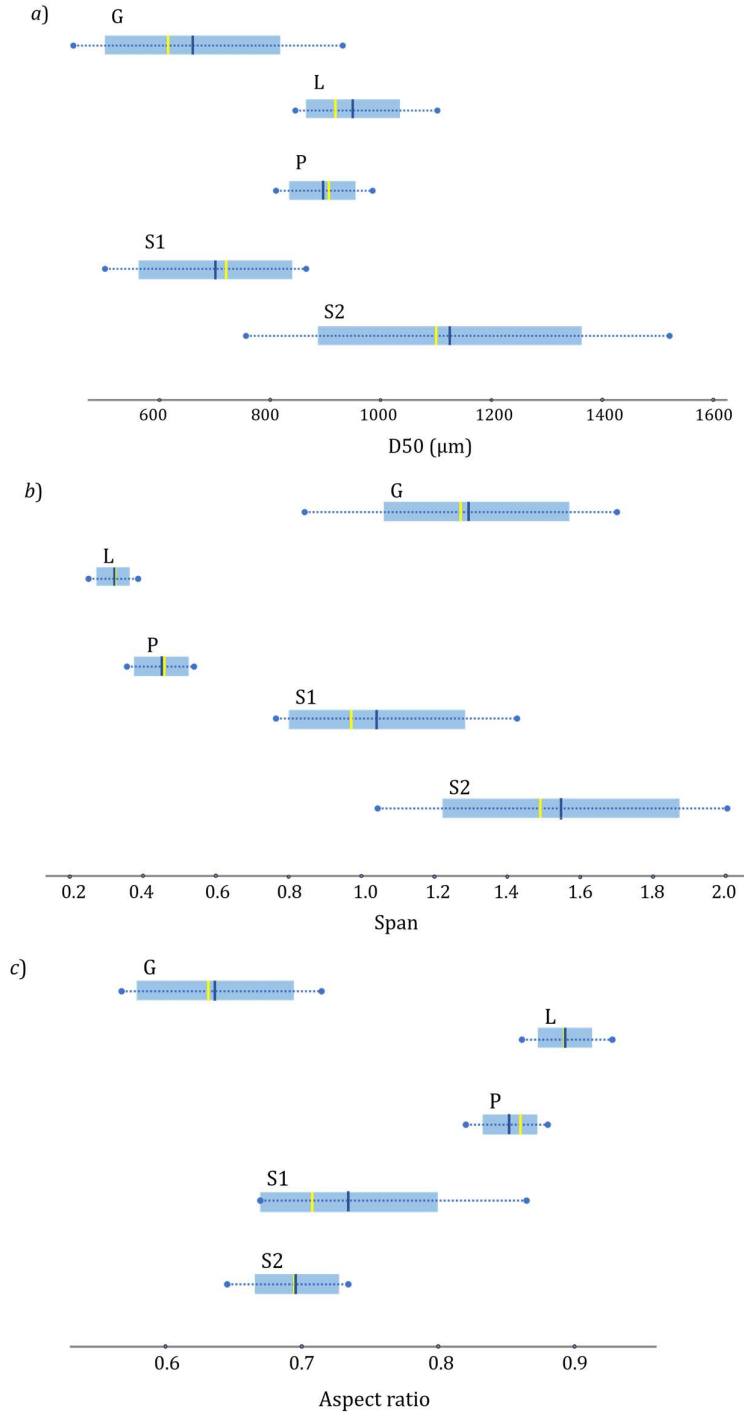 a)
G
L
P
S1
S2
600 800 1000 1200 1400 1600
D50 (μm)
b)
G
L
P
S1
S2
0.2 0.4 0.6 0.8 1.0 1.2 1.4 1.6 1.8 2.0
Span
c)
G
L
P
S1
S2
0.6 0.7 0.8 0.9
Aspect ratio